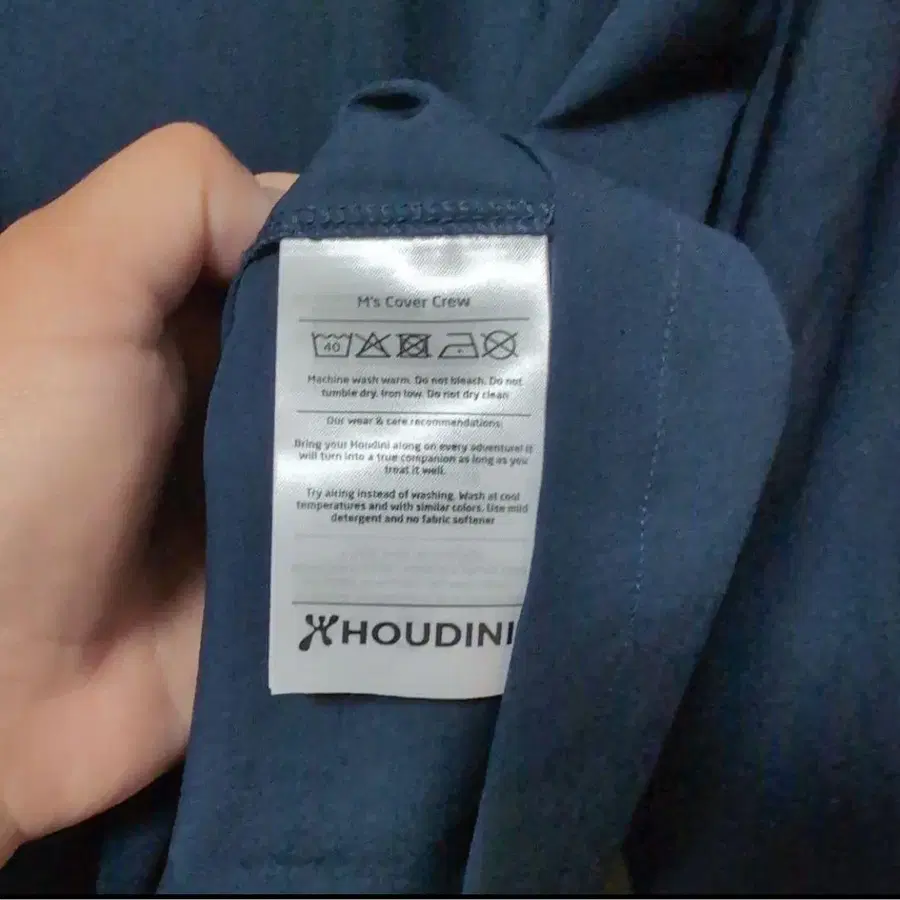 M's Cover Crew
40
Machine wash warm. Do not bleach. Do not
tumble dry. Iron low. Do not dry clean
Our wear & care recommendations:
Bring your Houdini along on every adventure! It
will turn into a true companion as long as you
treat it well.
Try airing instead of washing. Wash at cool
temperatures and with similar colors. Use mild
detergent and no fabric softener
HOUDINI